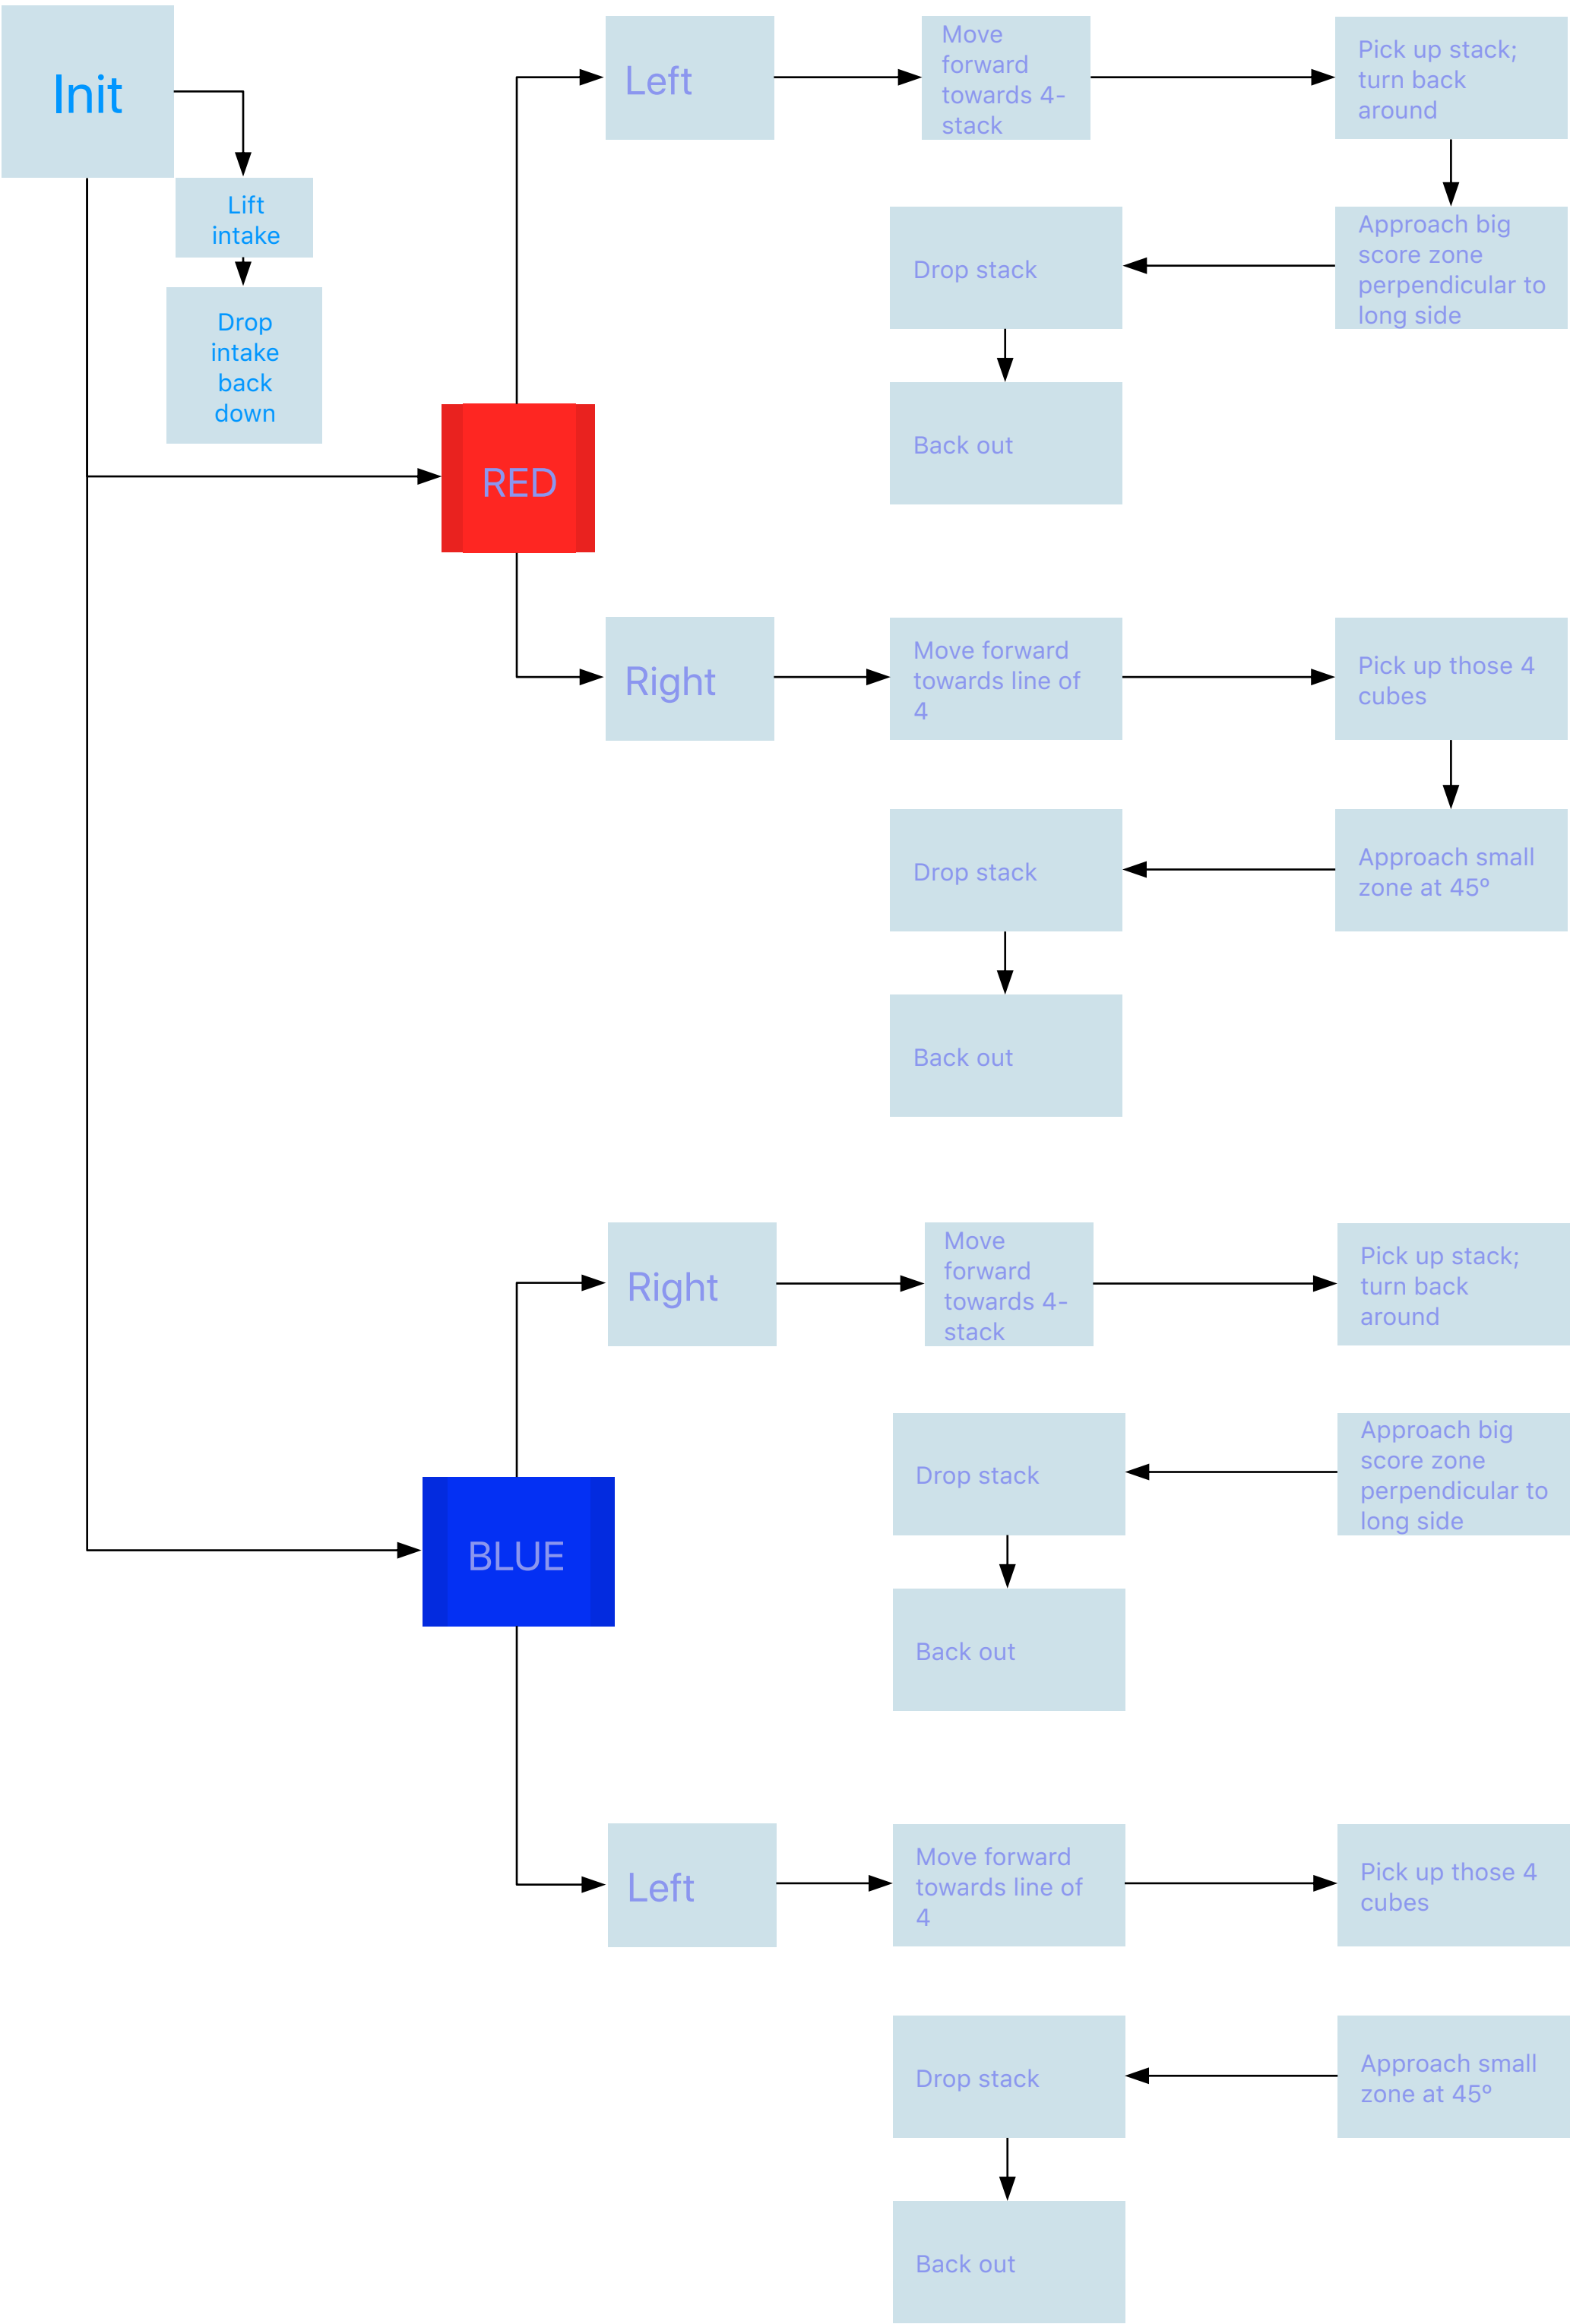 Init
Lift
intake
Drop
intake
back
down
RED
Left
Move
forward
towards 4-
stack
Pick up stack;
turn back
around
Approach big
score zone
perpendicular to
long side
Drop stack
Back out
Right
Move forward
towards line of
4
Pick up those 4
cubes
Approach small
zone at 45º
Drop stack
Back out
BLUE
Right
Move
forward
towards 4-
stack
Pick up stack;
turn back
around
Approach big
score zone
perpendicular to
long side
Drop stack
Back out
Left
Move forward
towards line of
4
Pick up those 4
cubes
Approach small
zone at 45º
Drop stack
Back out